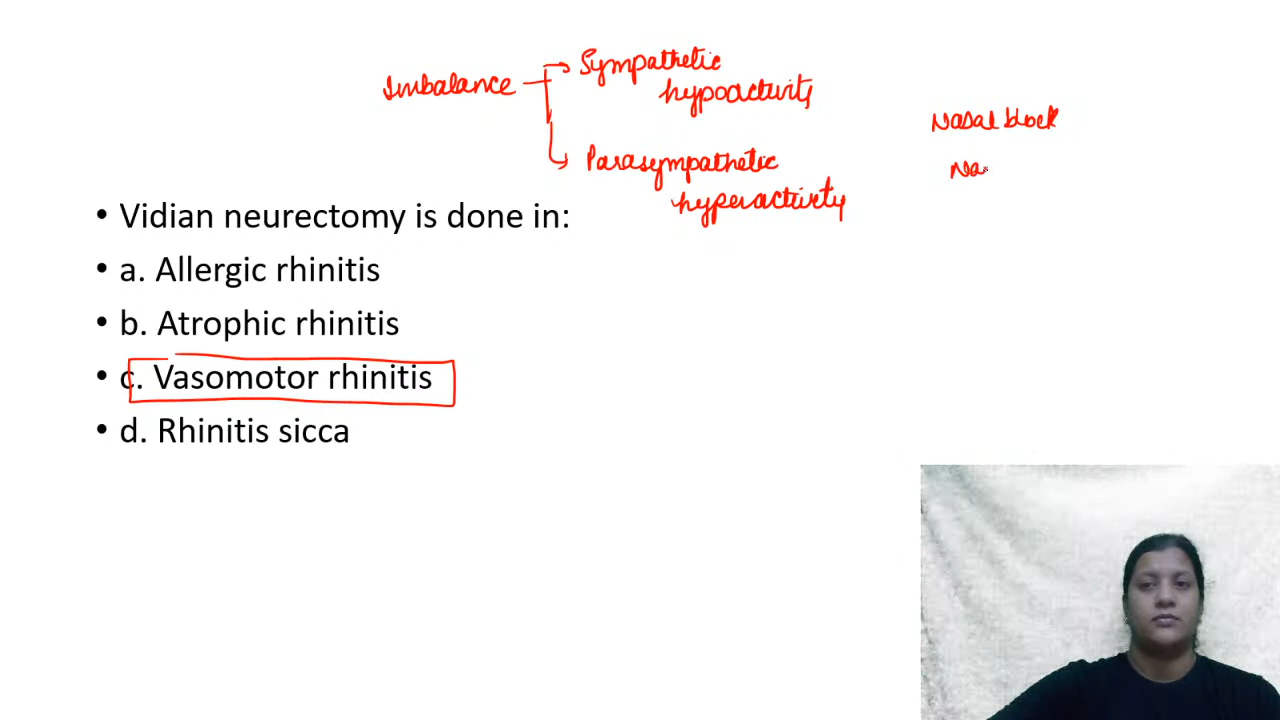 Imbalance
Sympathetic
hypoactivity
Parasympathetic
hyperactivity
Nasal block
Na
• Vidian neurectomy is done in:
• a. Allergic rhinitis
• b. Atrophic rhinitis
• c. Vasomotor rhinitis
• d. Rhinitis sicca